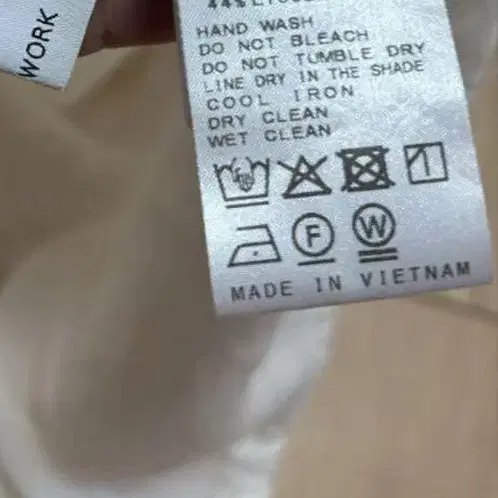 WORK
HAND WASH
DO NOT BLEACH
DO NOT TUMBLE DRY
LINE DRY IN THE SHADE
COOL IRON
DRY CLEAN
WET CLEAN
F
W
MADE IN VIETNAM